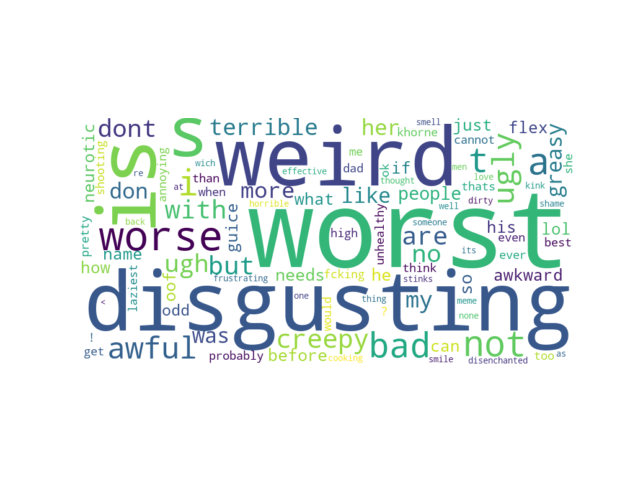 worst
disgusting
weird
is
s
worse
awful
bad
not
ugly
creepy
terrible
dont
her
just
flex
smell
khorne
cannot
neurotic
shooting
annoying
re
wich
than
effective
dad
me
ok
if
men
t
a
greasy
she
thats
kink
i
at
when
more
what
like
thought
people
love
dirty
shame
don
back
with
horrible
guice
high
unhealthy
are
well
someone
his
even
lol
best
pretty
name
how
ugh
but
no
its
ever
laziest
oof
odd
needs
frustrating
fcking
he
think
stinks
so
awkward
<
one
would
thing
?
my
meme
none
!
get
was
probably
before
cooking
can
smile
disenchanted
too
as